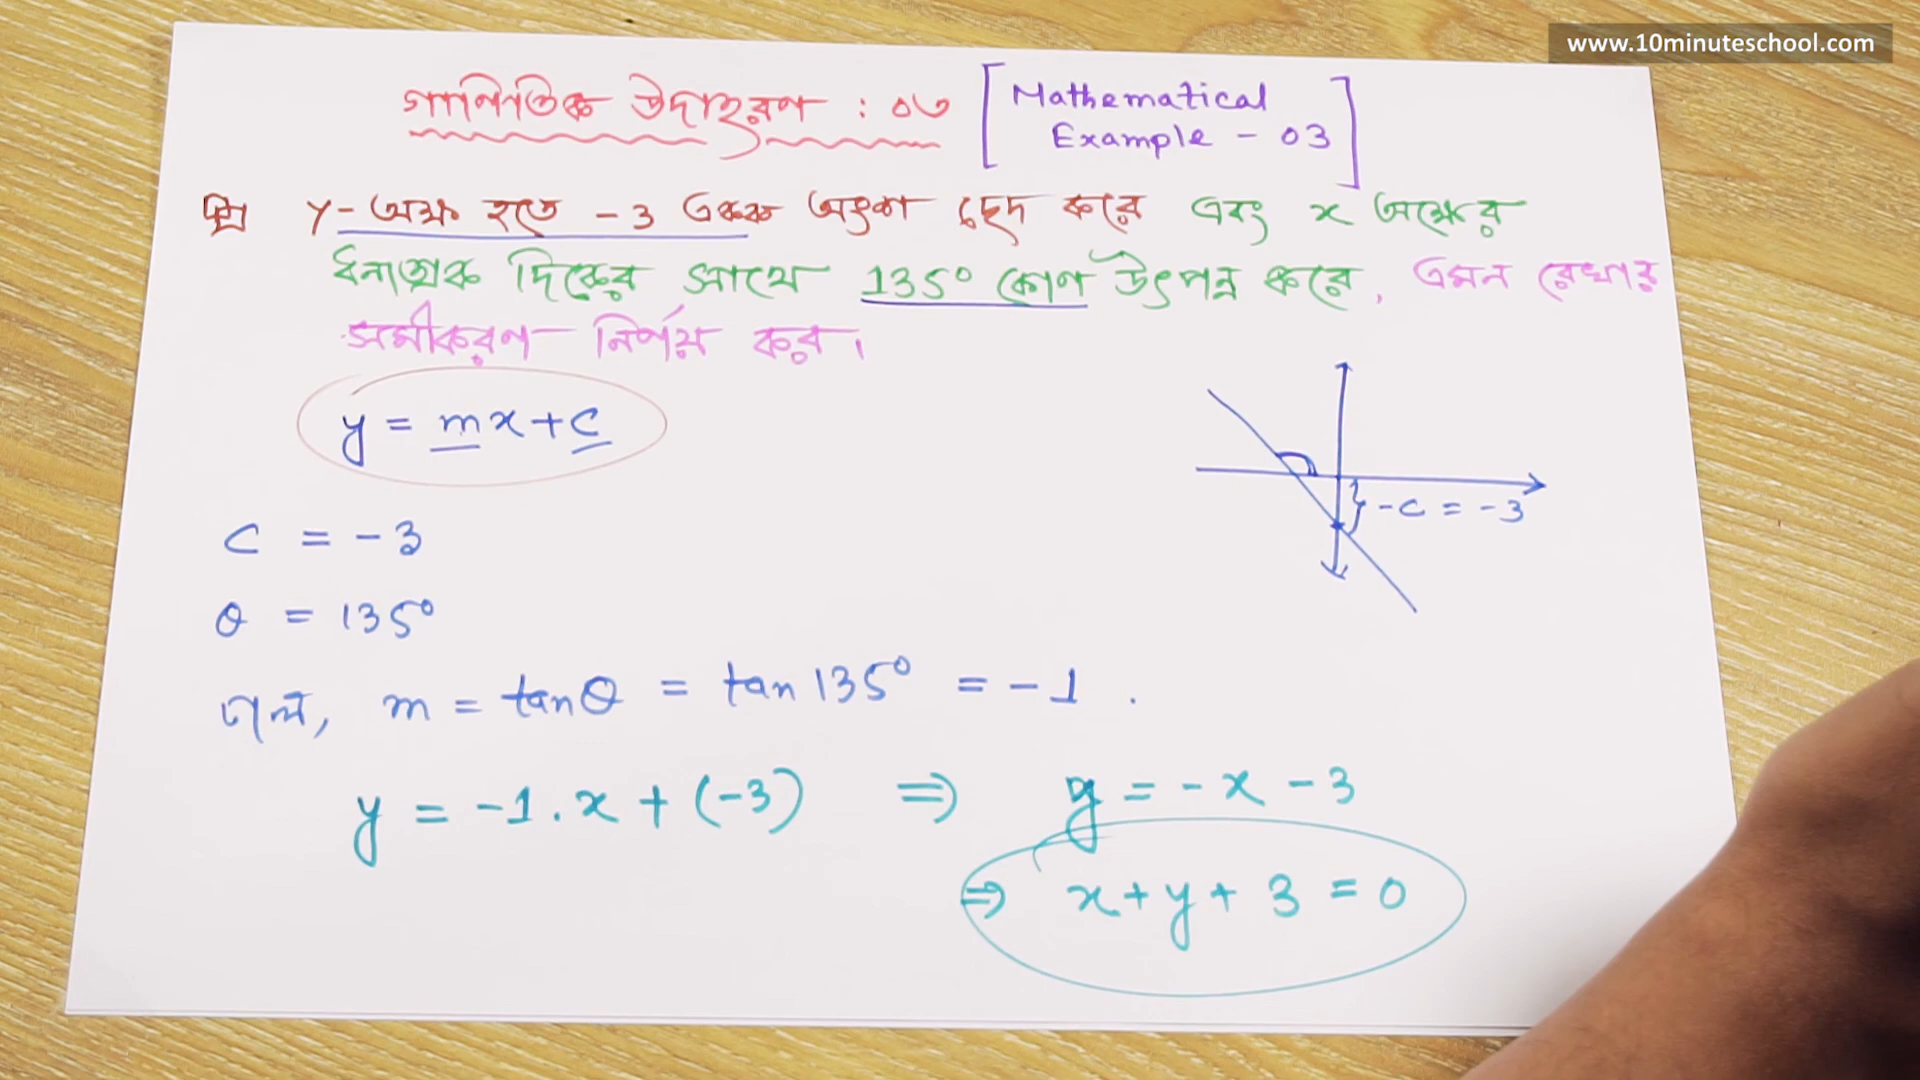 www.10minuteschool.com
গাণিতিক উদাহরণ : ০৩ [Mathematical Example - 03]
প্র Y-অক্ষ হতে -3 একক অংশ ছেদ করে এবং x অক্ষের
ধনাত্মক দিকের সাথে 135° কোণ উৎপন্ন করে, এমন রেখার
সমীকরণ নির্ণয় কর।
y = mx+c
-c = -3
c = -3
θ = 135°
m = tanθ = tan 135° = -1 .
y = -1.x + (-3) ⇒ y = -x - 3
⇒ x+y+3 = 0